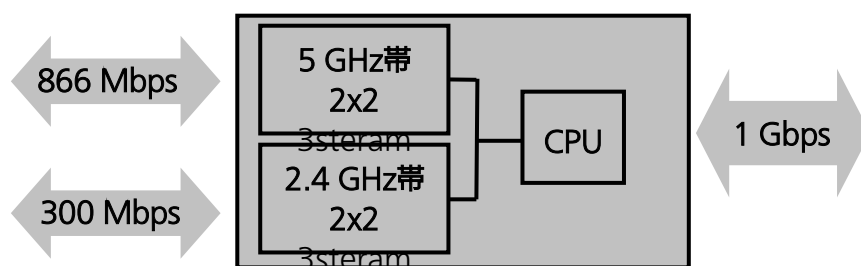 866 Mbps
5 GHz帯
2x2
3steram
CPU
1 Gbps
300 Mbps
2.4 GHz帯
2x2
3steram